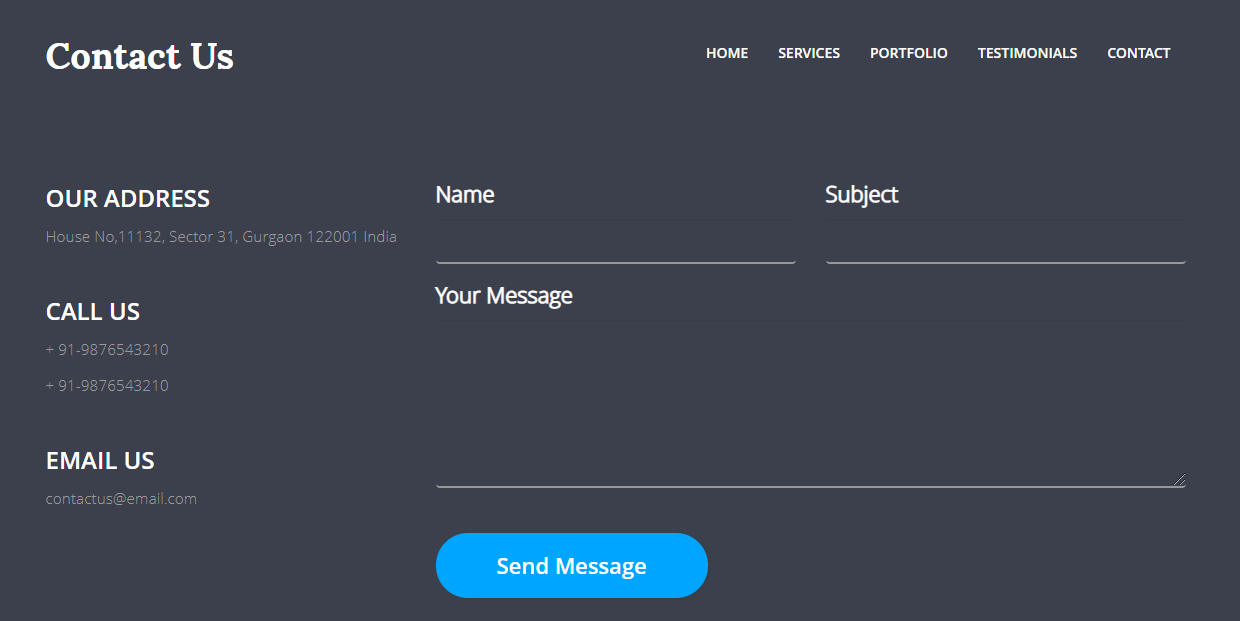 Contact Us
HOME SERVICES PORTFOLIO TESTIMONIALS CONTACT
OUR ADDRESS
House No,11132, Sector 31, Gurgaon 122001 India
CALL US
+ 91-9876543210
+ 91-9876543210
EMAIL US
contactus@email.com
Name
Subject
Your Message
Send Message